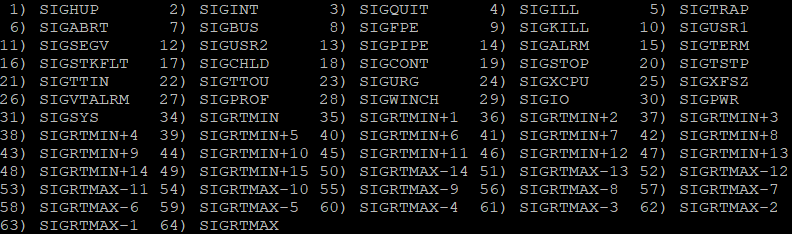 1) SIGHUP       2) SIGINT       3) SIGQUIT      4) SIGILL       5) SIGTRAP
 6) SIGABRT      7) SIGBUS       8) SIGFPE       9) SIGKILL     10) SIGUSR1
11) SIGSEGV     12) SIGUSR2     13) SIGPIPE     14) SIGALRM     15) SIGTERM
16) SIGSTKFLT   17) SIGCHLD     18) SIGCONT     19) SIGSTOP     20) SIGTSTP
21) SIGTTIN     22) SIGTTOU     23) SIGURG      24) SIGXCPU     25) SIGXFSZ
26) SIGVTALRM   27) SIGPROF     28) SIGWINCH    29) SIGIO       30) SIGPWR
31) SIGSYS      34) SIGRTMIN    35) SIGRTMIN+1  36) SIGRTMIN+2  37) SIGRTMIN+3
38) SIGRTMIN+4  39) SIGRTMIN+5  40) SIGRTMIN+6  41) SIGRTMIN+7  42) SIGRTMIN+8
43) SIGRTMIN+9  44) SIGRTMIN+10 45) SIGRTMIN+11 46) SIGRTMIN+12 47) SIGRTMIN+13
48) SIGRTMIN+14 49) SIGRTMIN+15 50) SIGRTMAX-14 51) SIGRTMAX-13 52) SIGRTMAX-12
53) SIGRTMAX-11 54) SIGRTMAX-10 55) SIGRTMAX-9  56) SIGRTMAX-8  57) SIGRTMAX-7
58) SIGRTMAX-6  59) SIGRTMAX-5  60) SIGRTMAX-4  61) SIGRTMAX-3  62) SIGRTMAX-2
63) SIGRTMAX-1  64) SIGRTMAX